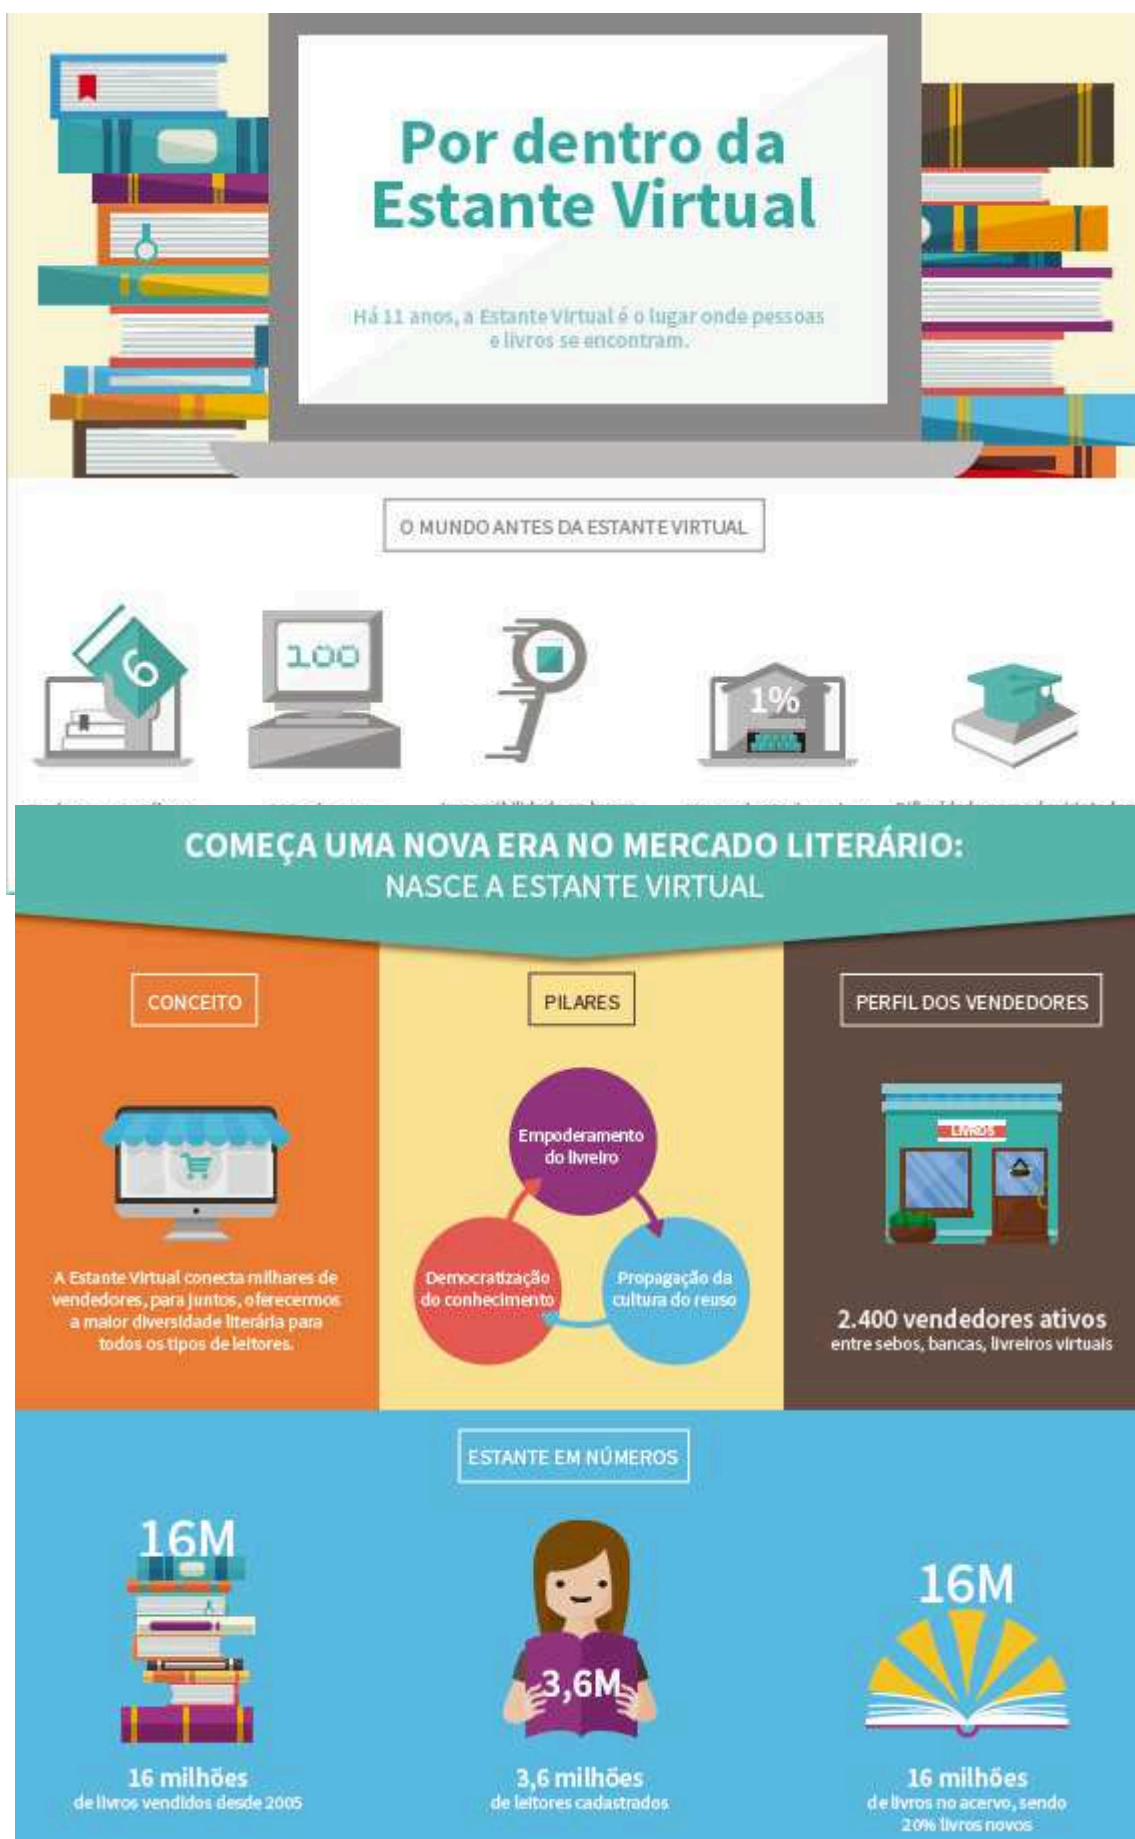 Por dentro da
Estante Virtual
Há 11 anos, a Estante Virtual é o lugar onde pessoas
e livros se encontram.
O MUNDO ANTES DA ESTANTE VIRTUAL
6
100
1%
COMEÇA UMA NOVA ERA NO MERCADO LITERÁRIO:
NASCE A ESTANTE VIRTUAL
CONCEITO
A Estante Virtual conecta milhares de
vendedores, para juntos, oferecermos
a maior diversidade literária para
todos os tipos de leitores.
PILARES
Empoderamento
do livreiro
Democratização
do conhecimento
Propagação da
cultura do reuso
PERFIL DOS VENDEDORES
LIVROS
2.400 vendedores ativos
entre sebos, bancas, livreiros virtuais
ESTANTE EM NÚMEROS
16M
16 milhões
de livros vendidos desde 2005
3,6M
3,6 milhões
de leitores cadastrados
16M
16 milhões
de livros no acervo, sendo
20% livros novos